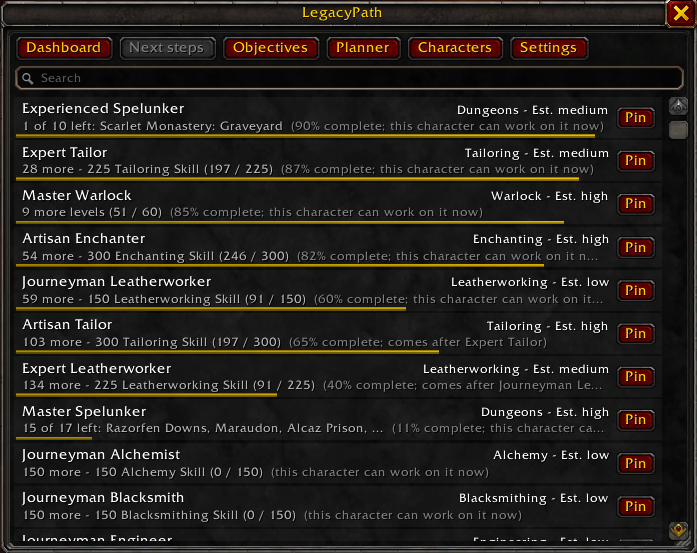 LegacyPath
Dashboard Next steps Objectives Planner Characters Settings
Search
Experienced Spelunker Dungeons - Est. medium
1 of 10 left: Scarlet Monastery: Graveyard (90% complete; this character can work on it now) Pin
Expert Tailor Tailoring - Est. medium
28 more - 225 Tailoring Skill (197 / 225) (87% complete; this character can work on it now) Pin
Master Warlock Warlock - Est. high
9 more levels (51 / 60) (85% complete; this character can work on it now) Pin
Artisan Enchanter Enchanting - Est. high
54 more - 300 Enchanting Skill (246 / 300) (82% complete; this character can work on it n... Pin
Journeyman Leatherworker Leatherworking - Est. low
59 more - 150 Leatherworking Skill (91 / 150) (60% complete; this character can work on it... Pin
Artisan Tailor Tailoring - Est. high
103 more - 300 Tailoring Skill (197 / 300) (65% complete; comes after Expert Tailor) Pin
Expert Leatherworker Leatherworking - Est. medium
134 more - 225 Leatherworking Skill (91 / 225) (40% complete; comes after Journeyman Le... Pin
Master Spelunker Dungeons - Est. high
15 of 17 left: Razorfen Downs, Maraudon, Alcaz Prison, ... (11% complete; this character ca... Pin
Journeyman Alchemist Alchemy - Est. low
150 more - 150 Alchemy Skill (0 / 150) (this character can work on it now) Pin
Journeyman Blacksmith Blacksmithing - Est. low
150 more - 150 Blacksmithing Skill (0 / 150) (this character can work on it now) Pin
Journeyman Engineer Engineering - Est. low